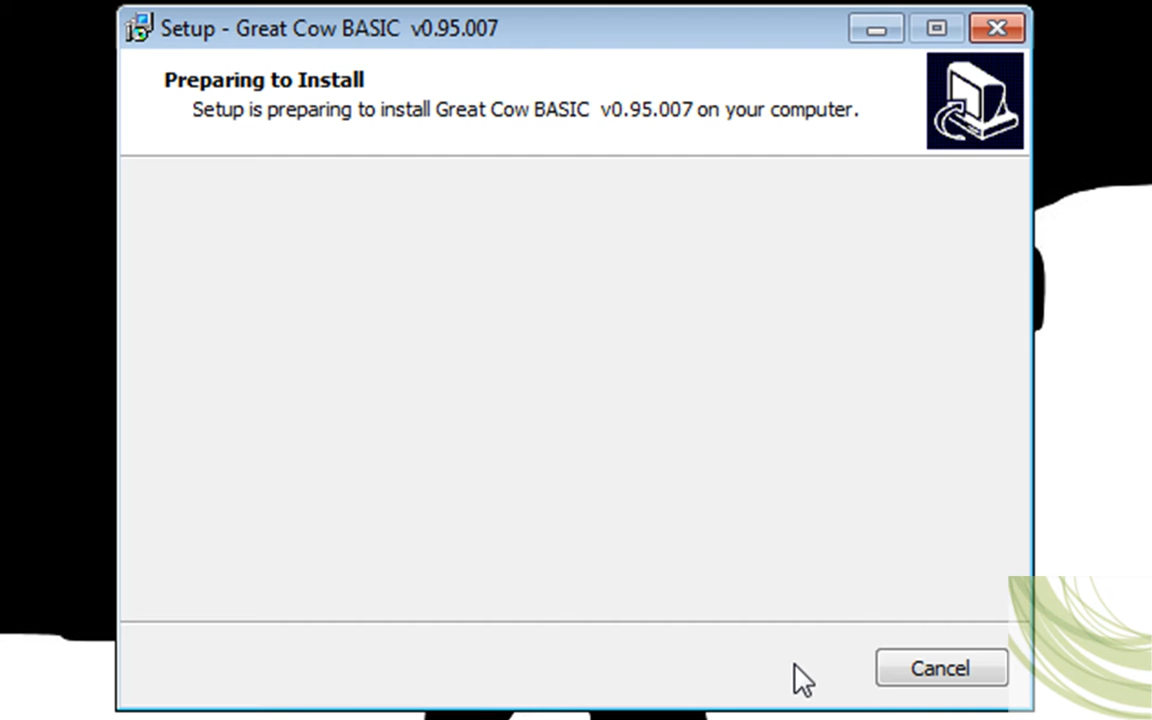 Setup - Great Cow BASIC v0.95.007
Preparing to Install
Setup is preparing to install Great Cow BASIC v0.95.007 on your computer.
Cancel